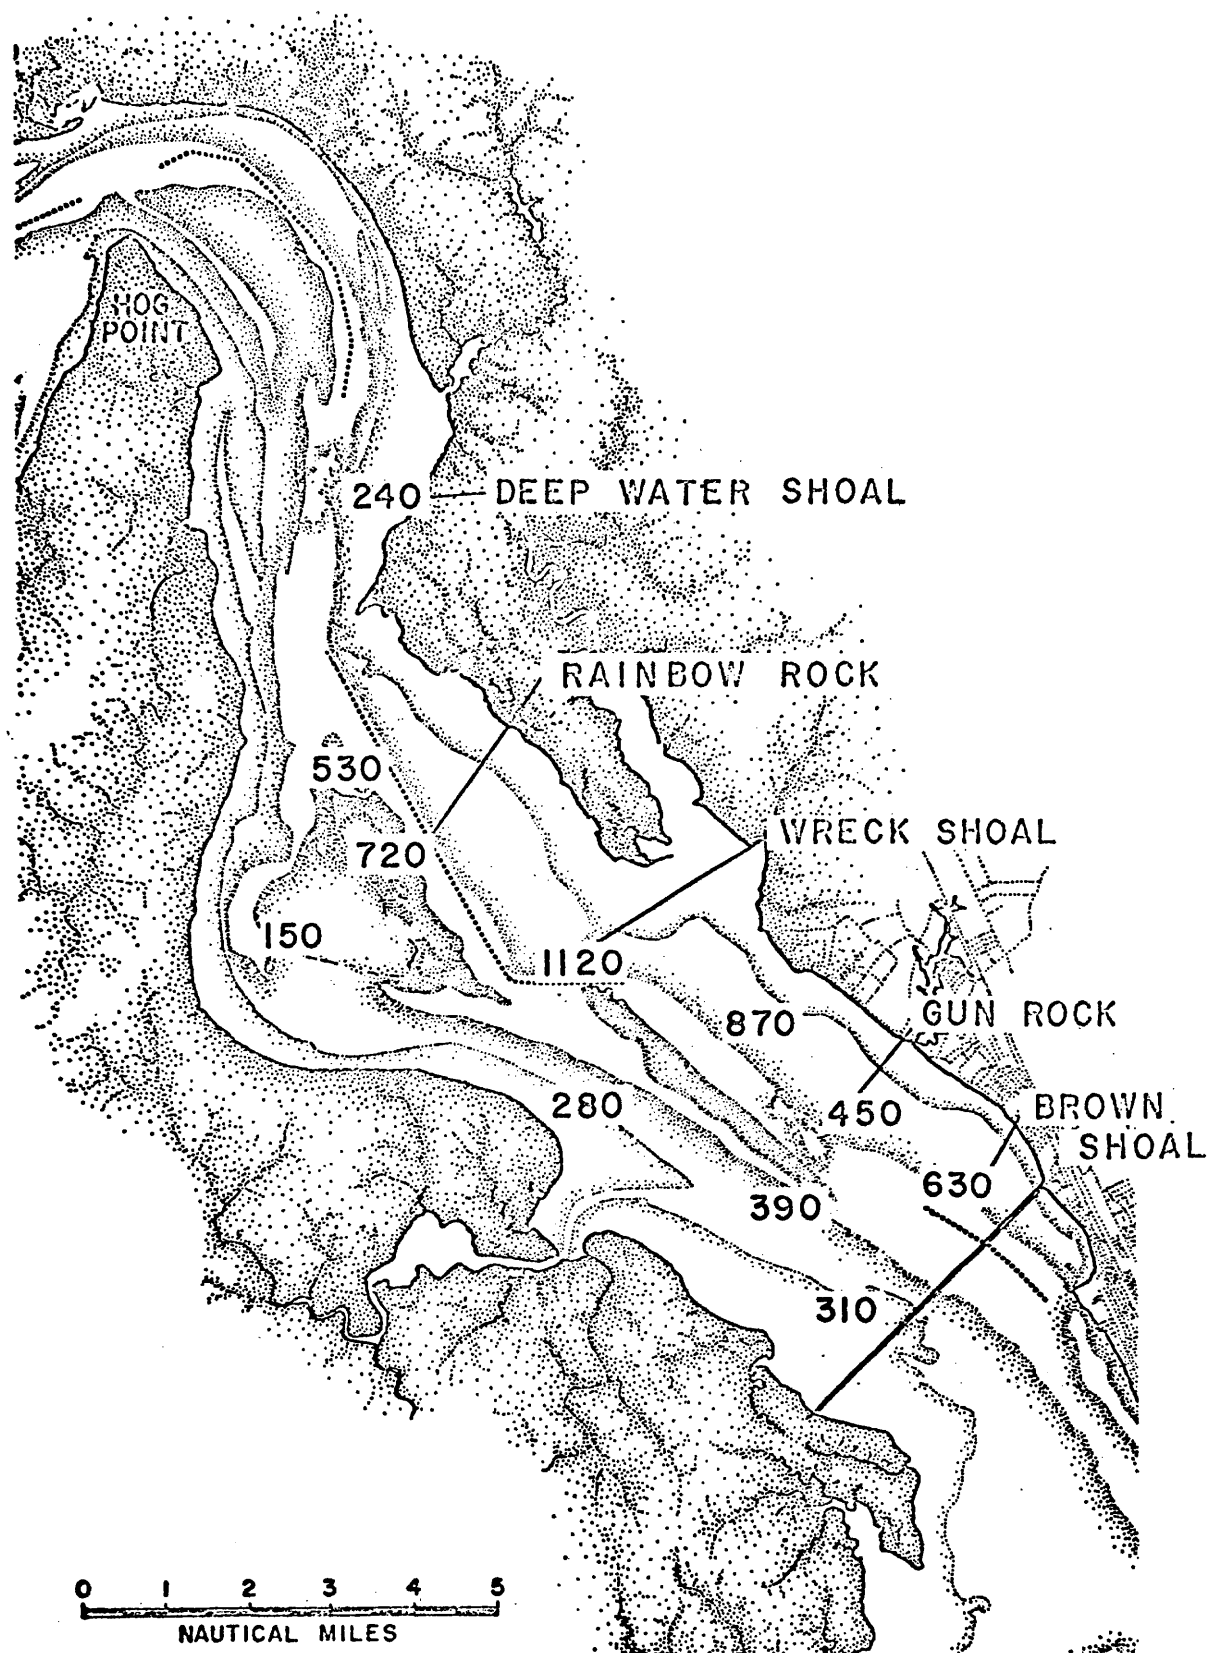 HOG
POINT
240 DEEP WATER SHOAL
RAINBOW ROCK
530
WRECK SHOAL
720
150
1120
870
GUN ROCK
280
450
BROWN
SHOAL
630
390
310
0 1 2 3 4 5
NAUTICAL MILES